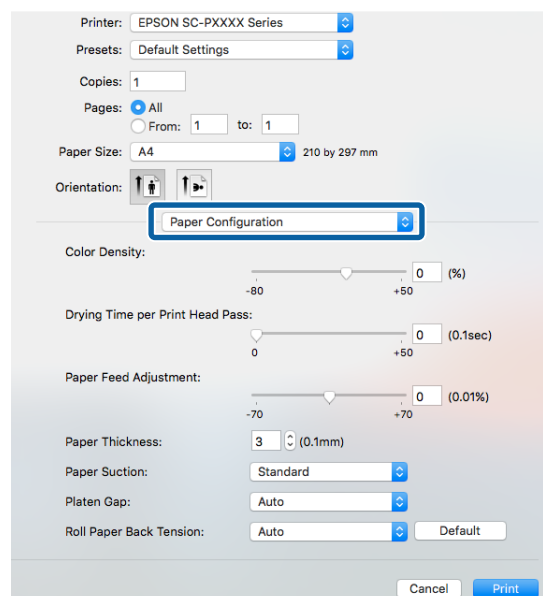 Printer: EPSON SC-PXXXX Series
Presets: Default Settings
Copies: 1
Pages: All
From: 1 to: 1
Paper Size: A4 210 by 297 mm
Orientation:
Paper Configuration
Color Density:
0 (%)
-80 +50
Drying Time per Print Head Pass:
0 (0.1sec)
0 +50
Paper Feed Adjustment:
0 (0.01%)
-70 +70
Paper Thickness: 3 (0.1mm)
Paper Suction: Standard
Platen Gap: Auto
Roll Paper Back Tension: Auto Default
Cancel Print